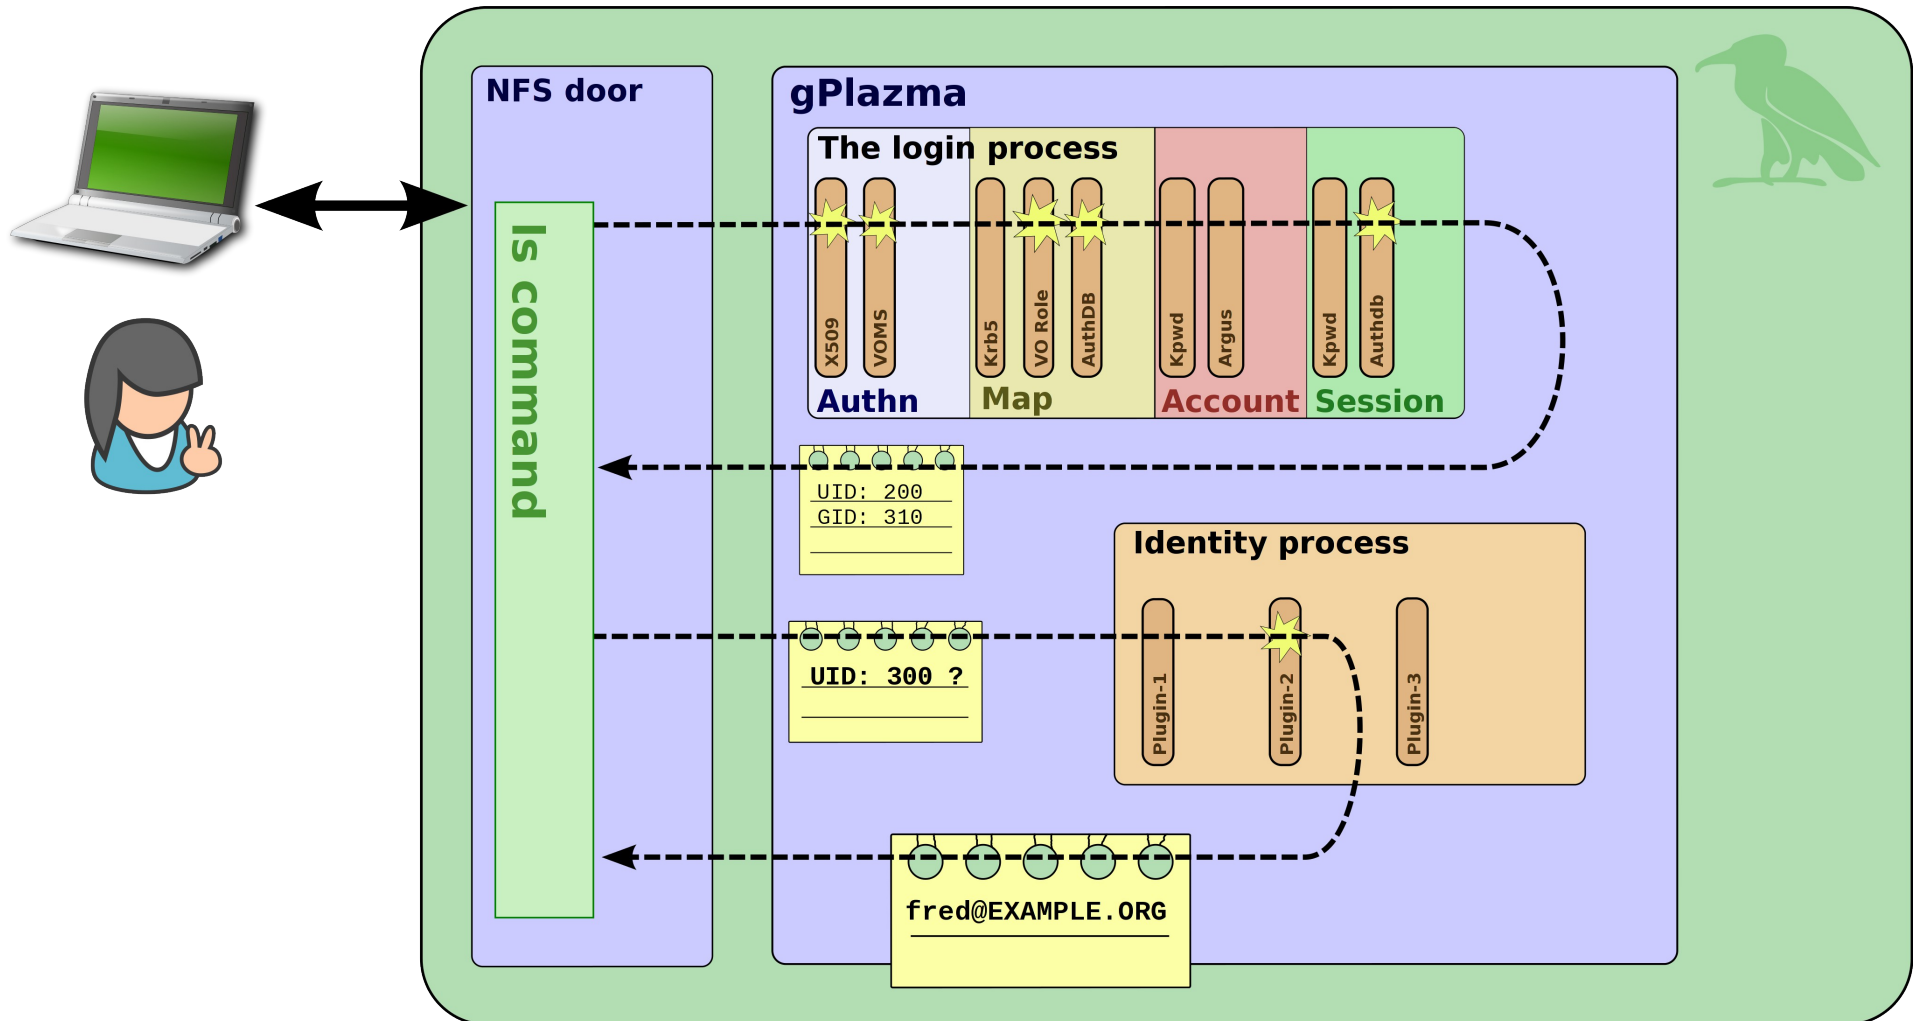 NFS door
ls command
gPlazma
The login process
X509
VOMS
Krb5
VO Role
AuthDB
Kpwd
Argus
Kpwd
Authdb
Authn
Map
Account
Session
UID: 200
GID: 310
Identity process
Plugin-1
Plugin-2
Plugin-3
UID: 300 ?
fred@EXAMPLE.ORG